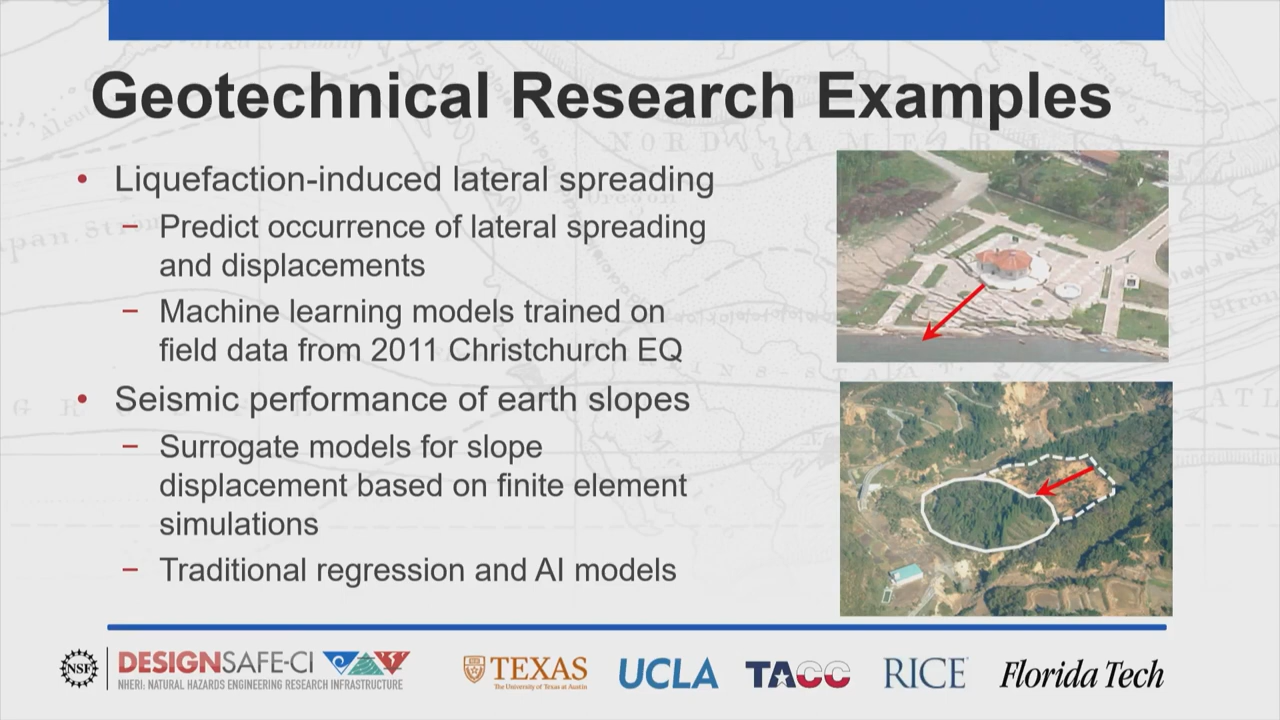 Geotechnical Research Examples
• Liquefaction-induced lateral spreading
– Predict occurrence of lateral spreading
and displacements
– Machine learning models trained on
field data from 2011 Christchurch EQ
• Seismic performance of earth slopes
– Surrogate models for slope
displacement based on finite element
simulations
– Traditional regression and AI models
NSF
DESIGNSAFE-CI
NHERI: NATURAL HAZARDS ENGINEERING RESEARCH INFRASTRUCTURE
TEXAS
The University of Texas at Austin
UCLA
TACC
RICE
Florida Tech